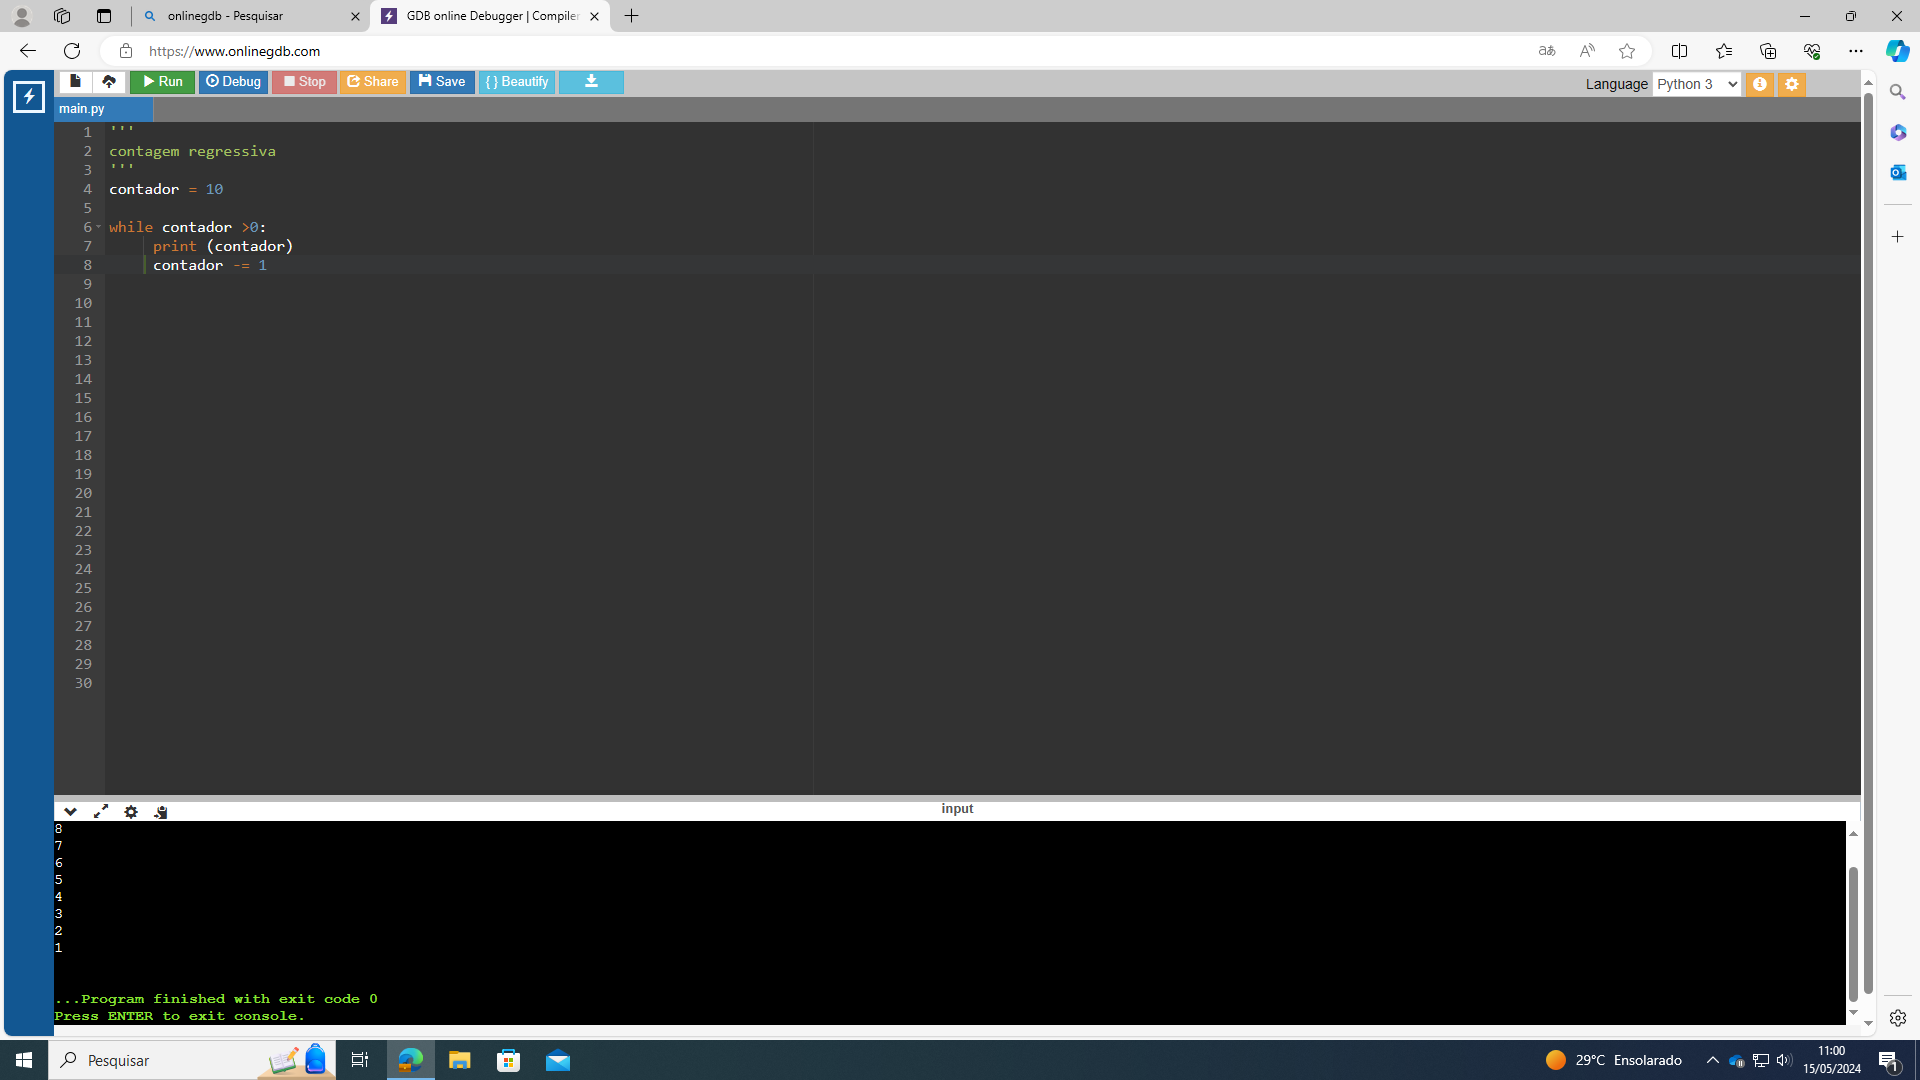 onlinegdb - Pesquisar
GDB online Debugger | Compiler
https://www.onlinegdb.com
Run Debug Stop Share Save { } Beautify
Language Python 3
main.py
1 '''
2 contagem regressiva
3 '''
4 contador = 10
5
6 while contador >0:
7 print (contador)
8 contador -= 1
9
10
11
12
13
14
15
16
17
18
19
20
21
22
23
24
25
26
27
28
29
30
input
8
7
6
5
4
3
2
1
...Program finished with exit code 0
Press ENTER to exit console.
Pesquisar
29°C Ensolarado
11:00
15/05/2024
1